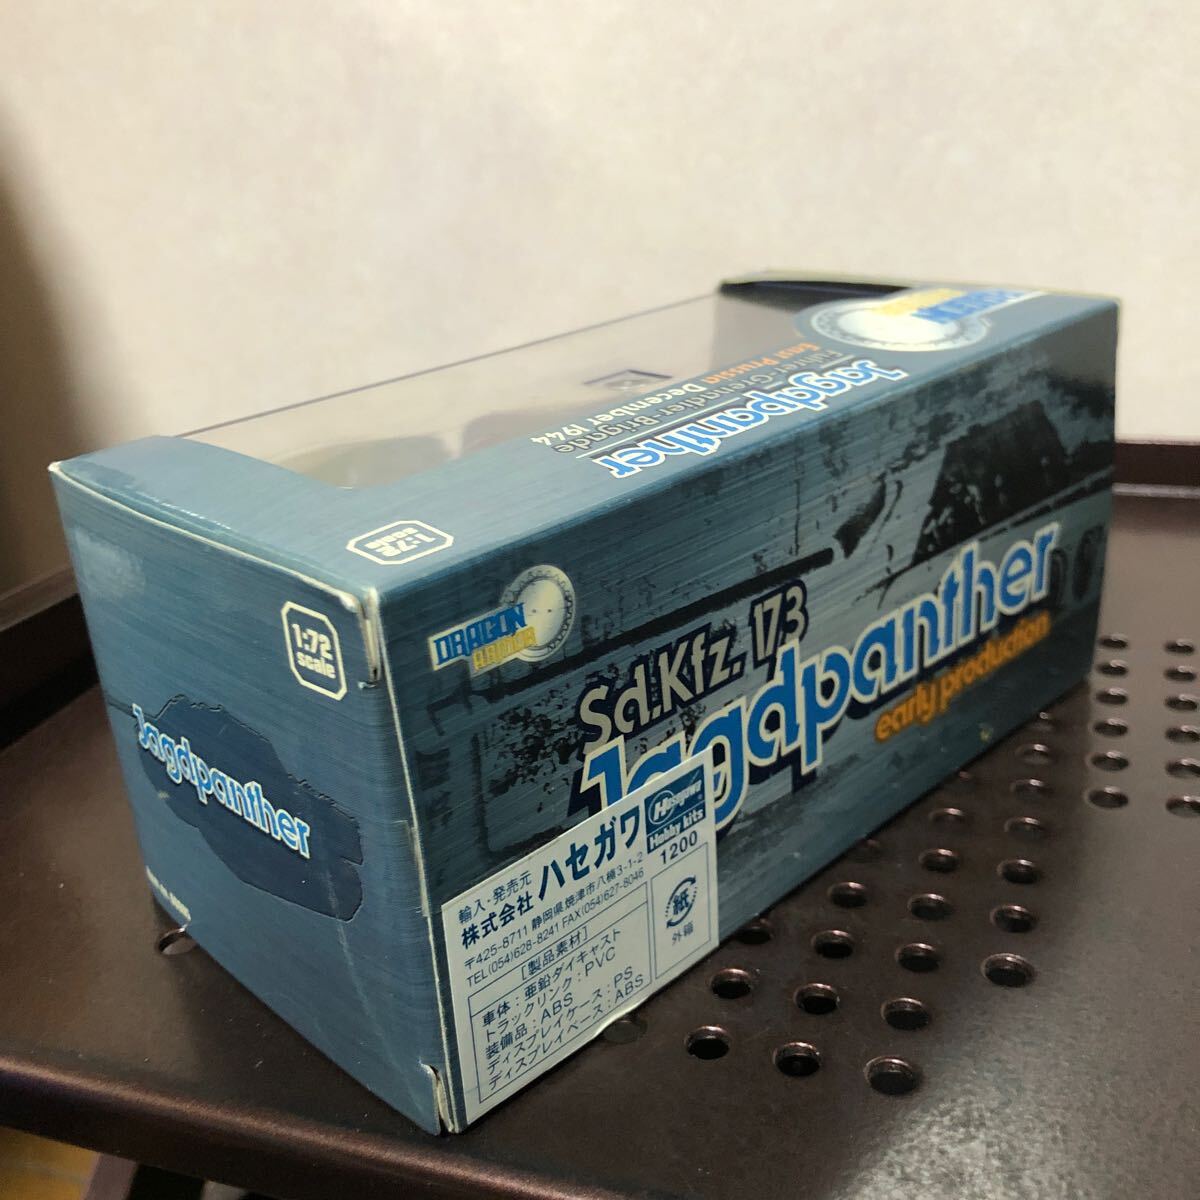 DRAGON
ARMOR
Jagdpanther
Führer-Grenadier-Brigade
East Prussia December 1944
1:72
scale
1:72
scale
Jagdpanther
DRAGON
ARMOR
Sd.Kfz. 173
Jagdpanther
early production
輸入・発売元
株式会社 ハセガワ
Hasegawa
Hobby kits
〒425-8711 静岡県焼津市八楠3-1-2
TEL(054)628-8241 FAX(054)627-8046
1200
[製品素材]
車体：亜鉛ダイキャスト
トラックリンク：PVC
装備品：ABS
ディスプレイケース：PS
ディスプレイベース：ABS
紙
外箱